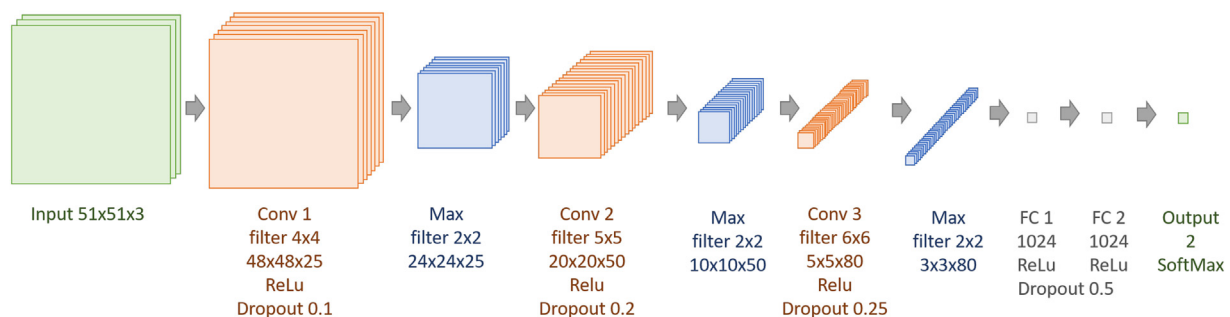 Input 51x51x3
Conv 1
filter 4x4
48x48x25
ReLu
Dropout 0.1
Max
filter 2x2
24x24x25
Conv 2
filter 5x5
20x20x50
Relu
Dropout 0.2
Max
filter 2x2
10x10x50
Conv 3
filter 6x6
5x5x80
Relu
Dropout 0.25
Max
filter 2x2
3x3x80
FC 1
1024
ReLu
FC 2
1024
ReLu
Dropout 0.5
Output
2
SoftMax